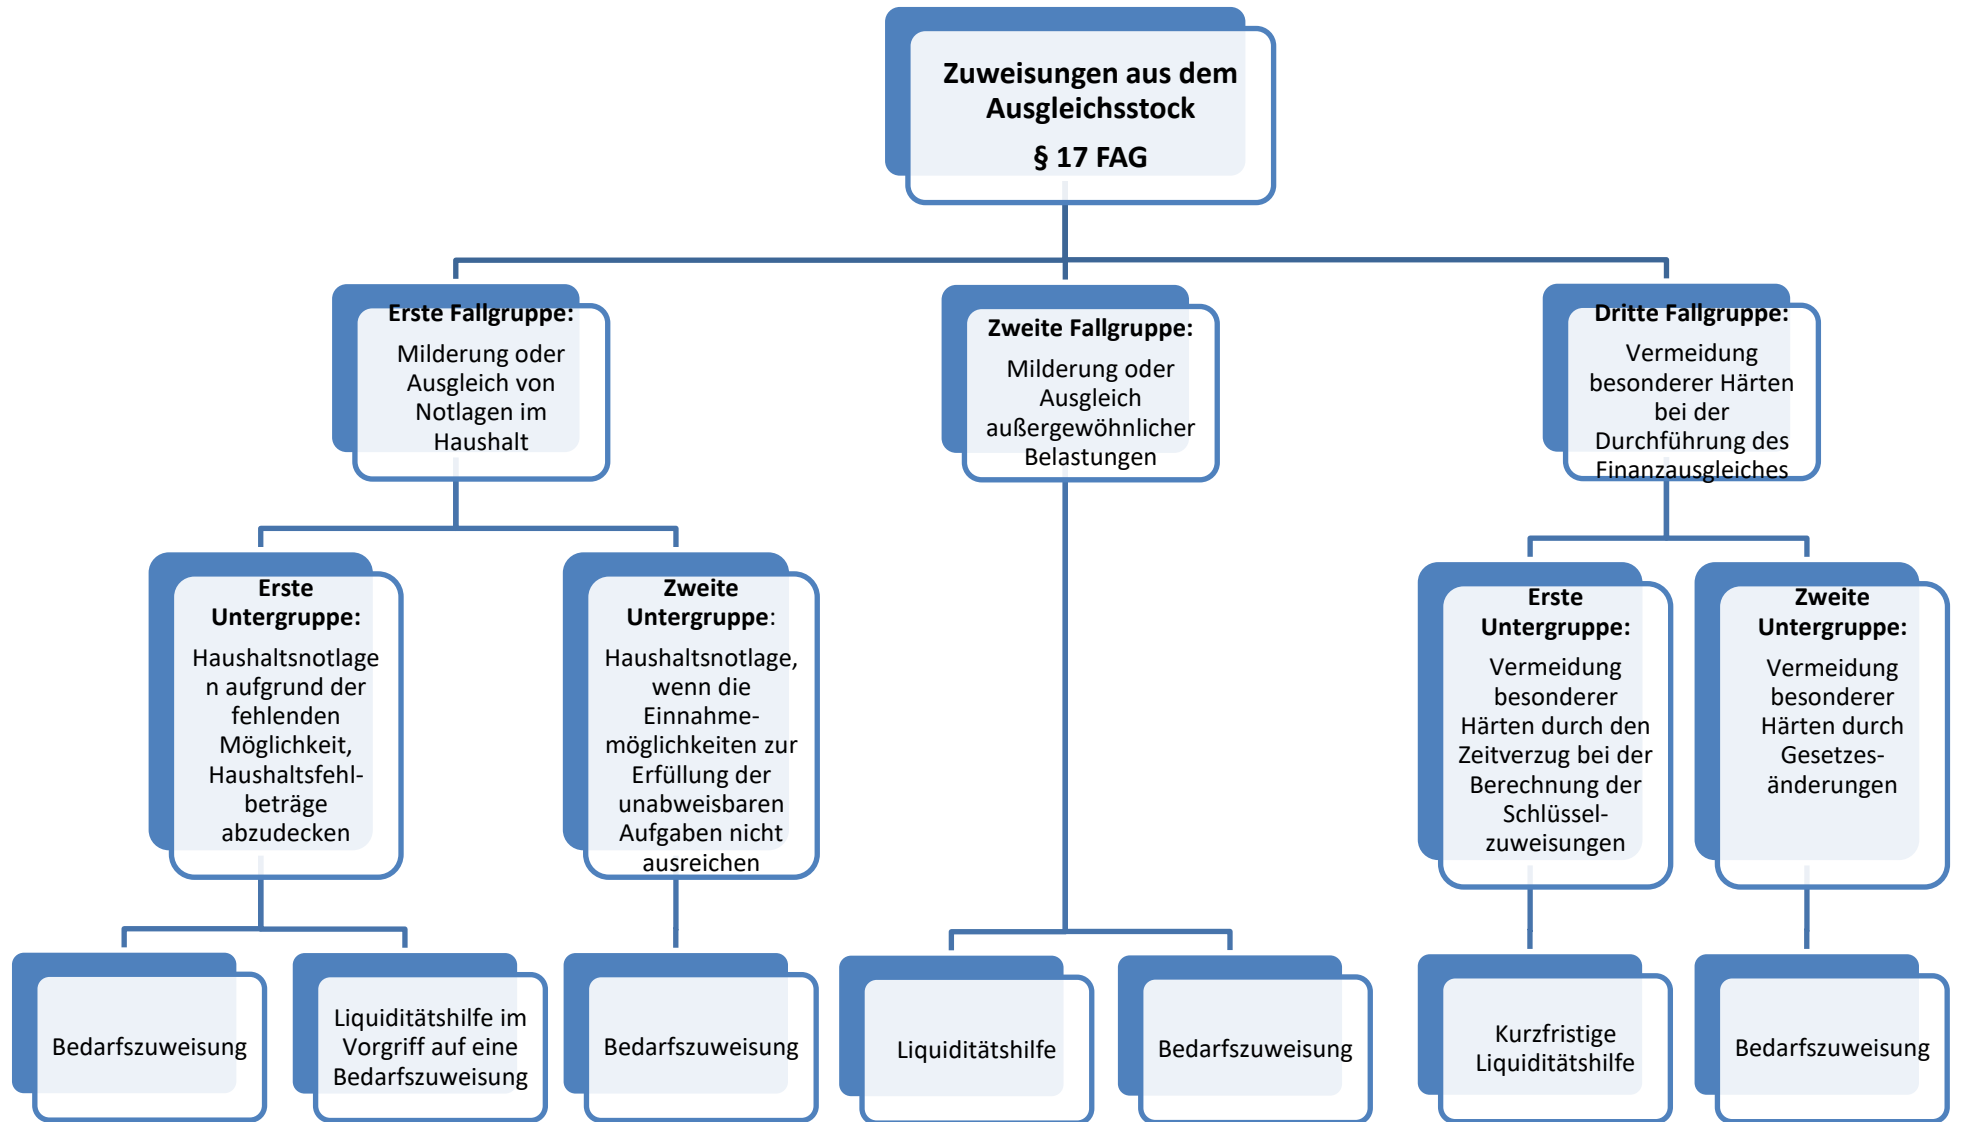 Zuweisungen aus dem
Ausgleichsstock
§ 17 FAG
Erste Fallgruppe:
Milderung oder
Ausgleich von
Notlagen im
Haushalt
Zweite Fallgruppe:
Milderung oder
Ausgleich
außergewöhnlicher
Belastungen
Dritte Fallgruppe:
Vermeidung
besonderer Härten
bei der
Durchführung des
Finanzausgleiches
Erste
Untergruppe:
Haushaltsnotlage
n aufgrund der
fehlenden
Möglichkeit,
Haushaltsfehl-
beträge
abzudecken
Zweite
Untergruppe:
Haushaltsnotlage,
wenn die
Einnahme-
möglichkeiten zur
Erfüllung der
unabweisbaren
Aufgaben nicht
ausreichen
Erste
Untergruppe:
Vermeidung
besonderer
Härten durch den
Zeitverzug bei der
Berechnung der
Schlüssel-
zuweisungen
Zweite
Untergruppe:
Vermeidung
besonderer
Härten durch
Gesetzes-
änderungen
Bedarfszuweisung
Liquiditätshilfe im
Vorgriff auf eine
Bedarfszuweisung
Bedarfszuweisung
Liquiditätshilfe
Bedarfszuweisung
Kurzfristige
Liquiditätshilfe
Bedarfszuweisung